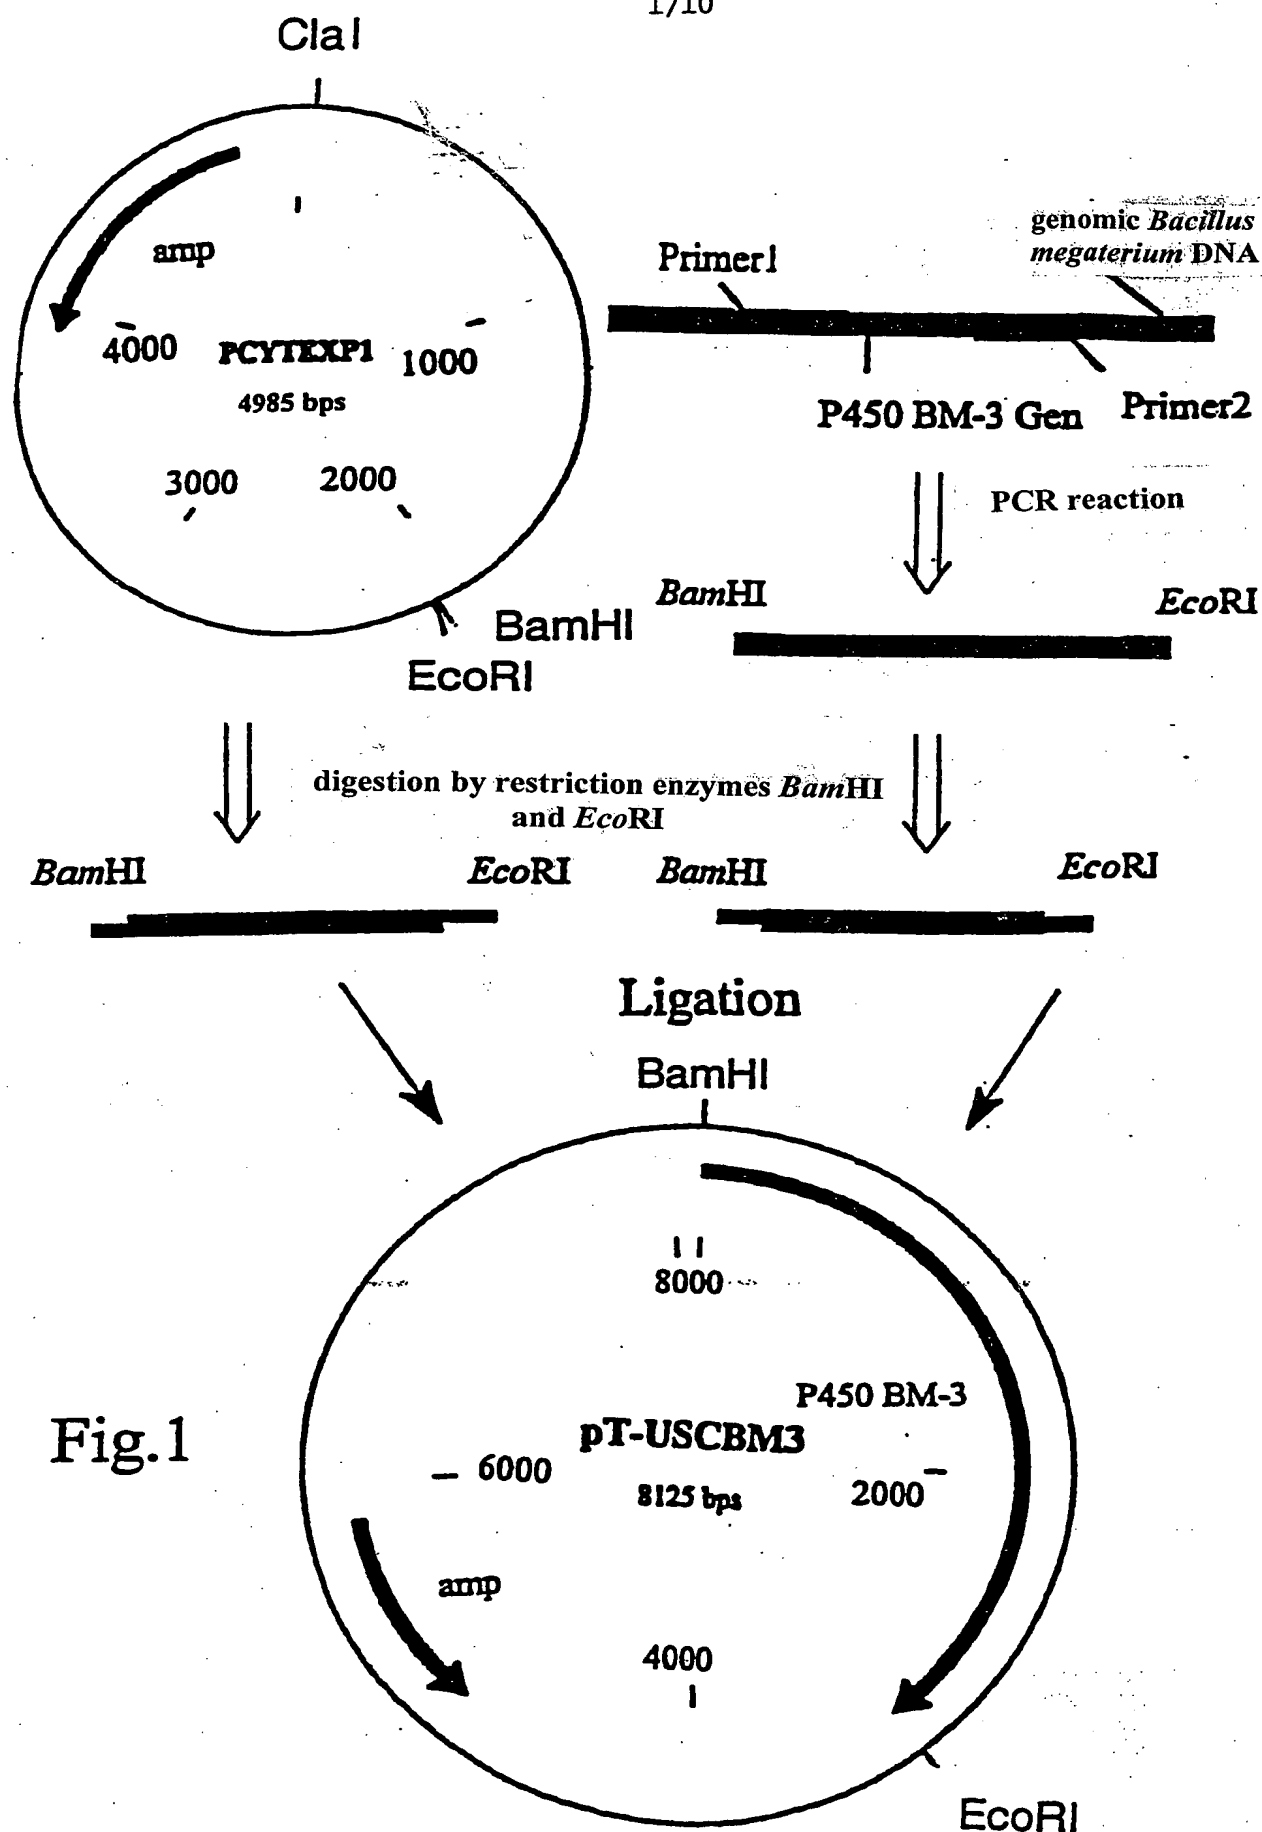 1/10
ClaI
amp
4000
PCYTEXP1
1000
4985 bps
3000
2000
BamHI
EcoRI
Primer1
genomic Bacillus
megaterium DNA
P450 BM-3 Gen
Primer2
PCR reaction
BamHI
EcoRI
digestion by restriction enzymes BamHI
and EcoRI
BamHI
EcoRI
BamHI
EcoRI
Ligation
BamHI
8000
P450 BM-3
pT-USCBM3
6000
8125 bps
2000
amp
4000
EcoRI
Fig.1